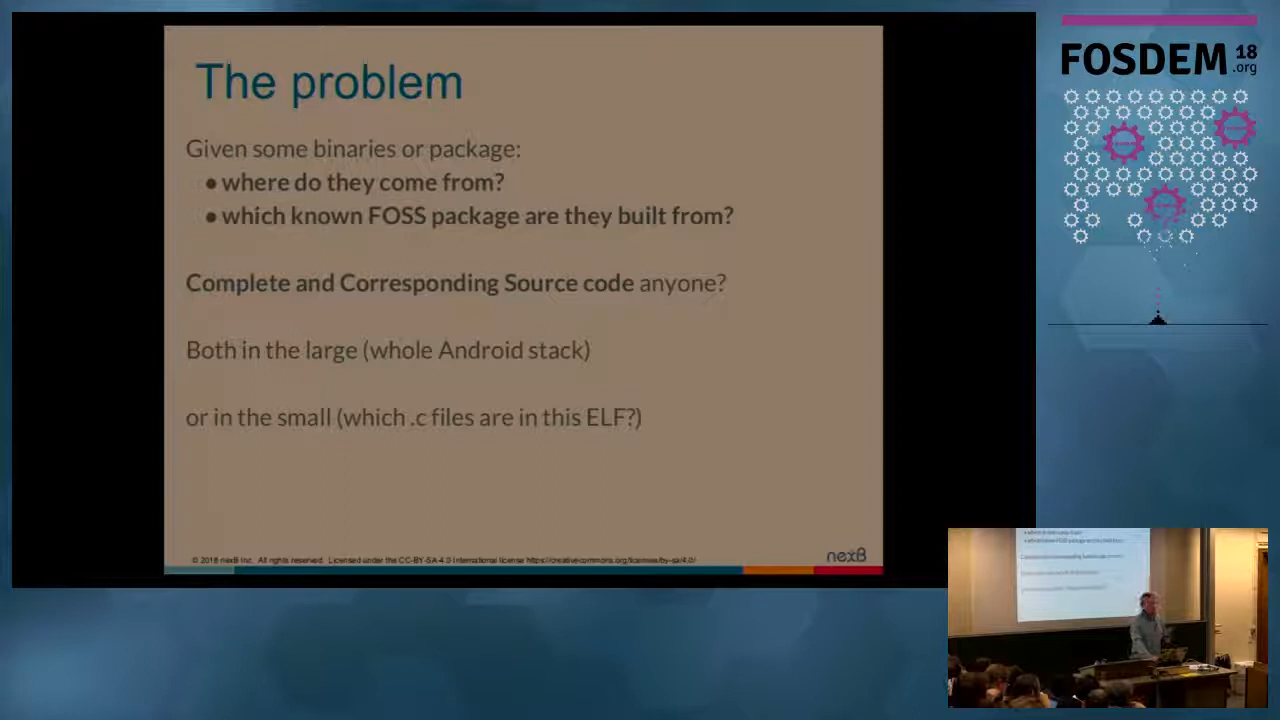 The problem
Given some binaries or package:
● where do they come from?
● which known FOSS package are they built from?
Complete and Corresponding Source code anyone?
Both in the large (whole Android stack)
or in the small (which .c files are in this ELF?)
© 2018 nexB Inc. All rights reserved. Licensed under the CC-BY-SA 4.0 International license https://creativecommons.org/licenses/by-sa/4.0/
nexB
FOSDEM 18
.org